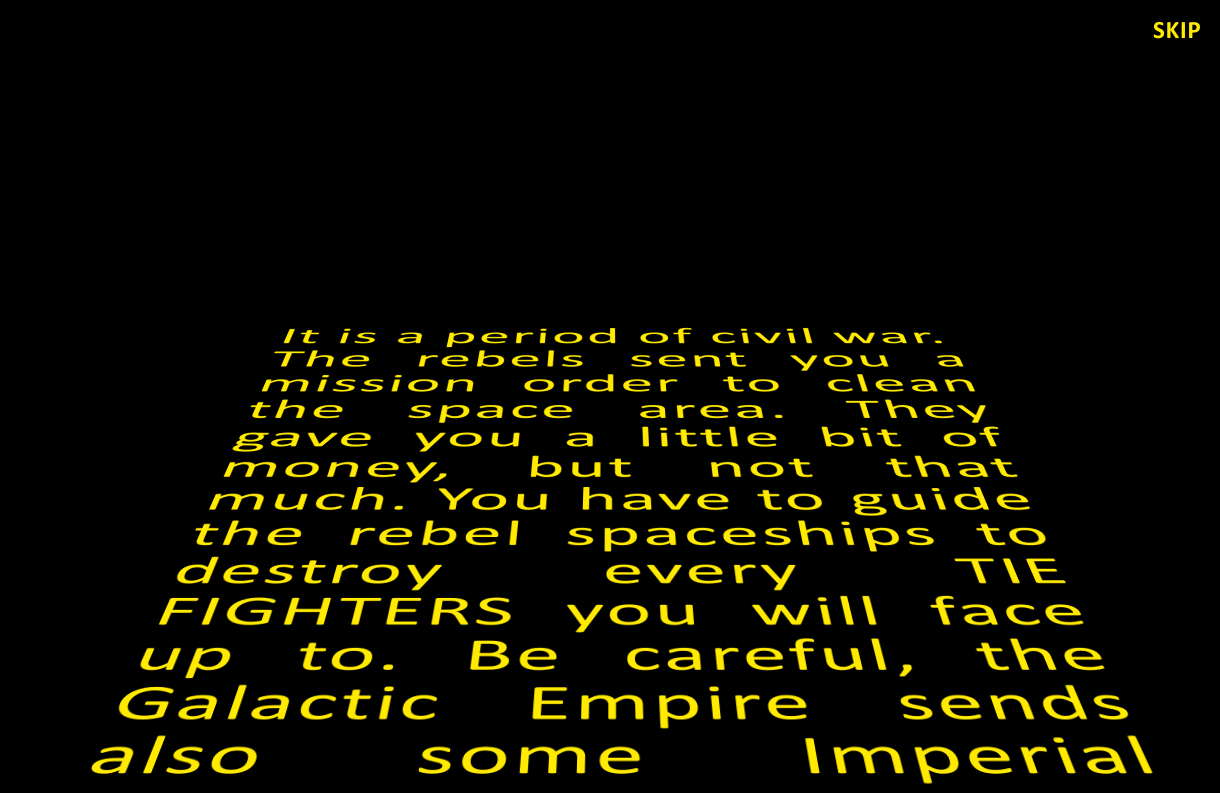 SKIP
It is a period of civil war.
The rebels sent you a
mission order to clean
the space area. They
gave you a little bit of
money, but not that
much. You have to guide
the rebel spaceships to
destroy every TIE
FIGHTERS you will face
up to. Be careful, the
Galactic Empire sends
also some Imperial